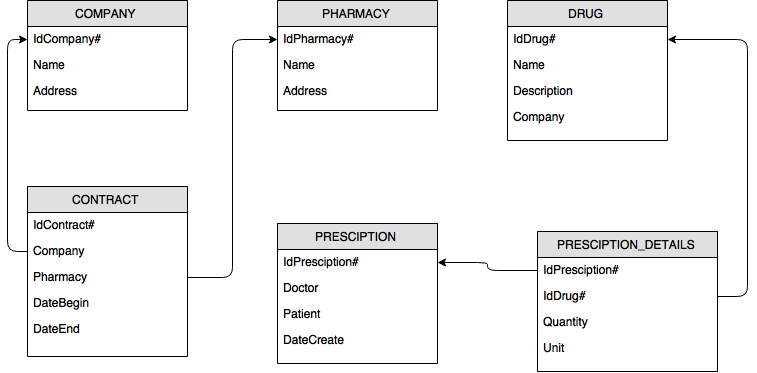 COMPANY
IdCompany#
Name
Address
PHARMACY
IdPharmacy#
Name
Address
DRUG
IdDrug#
Name
Description
Company
CONTRACT
IdContract#
Company
Pharmacy
DateBegin
DateEnd
PRESCIPTION
IdPresciption#
Doctor
Patient
DateCreate
PRESCIPTION_DETAILS
IdPresciption#
IdDrug#
Quantity
Unit